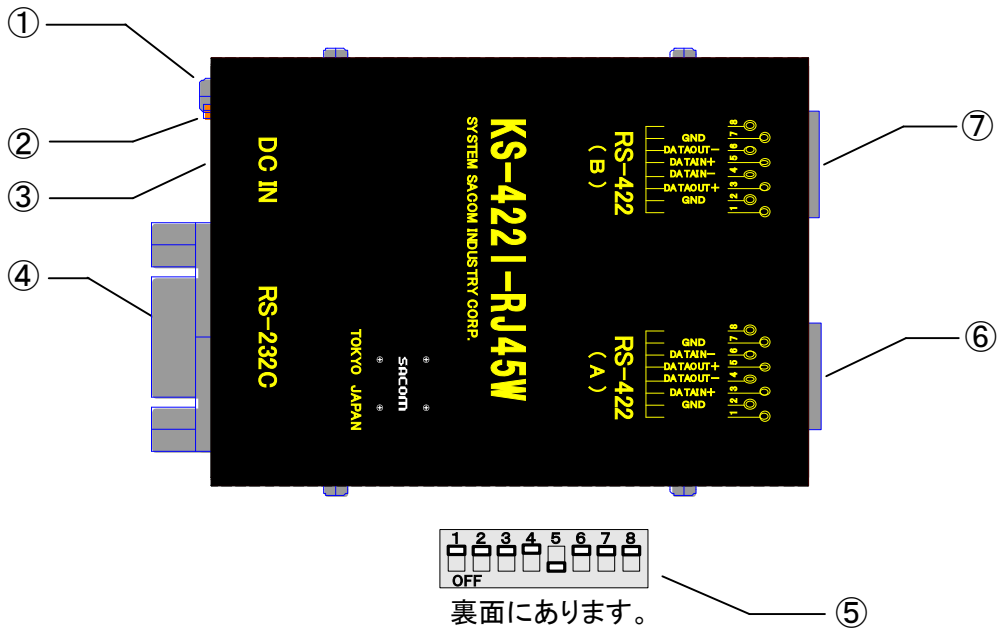 ①
②
③
④
DC IN
RS-232C
KS-422I-RJ45W
SYSTEM SACOM INDUSTRY CORP.
SACOM
TOKYO JAPAN
RS-422
(B)
GND
DATAOUT-
DATAIN+
DATAIN-
DATAOUT+
GND
8
7
6
5
4
3
2
1
⑦
RS-422
(A)
GND
DATAIN-
DATAOUT+
DATAOUT-
DATAIN+
GND
8
7
6
5
4
3
2
1
⑥
1 2 3 4 5 6 7 8
OFF
裏面にあります。
⑤